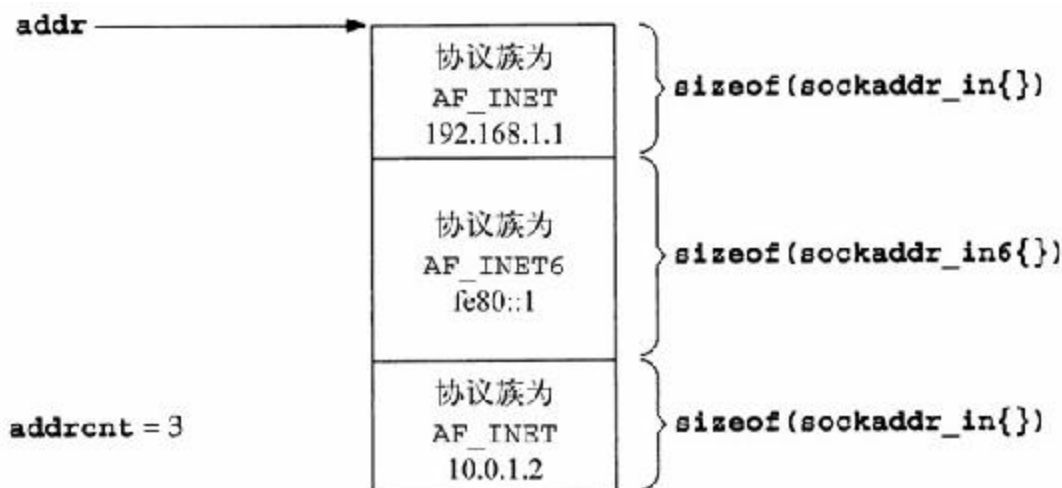 addr
协议族为
AF_INET
192.168.1.1
sizeof(sockaddr_in{})
协议族为
AF_INET6
fe80::1
sizeof(sockaddr_in6{})
协议族为
AF_INET
10.0.1.2
sizeof(sockaddr_in{})
addrcnt = 3